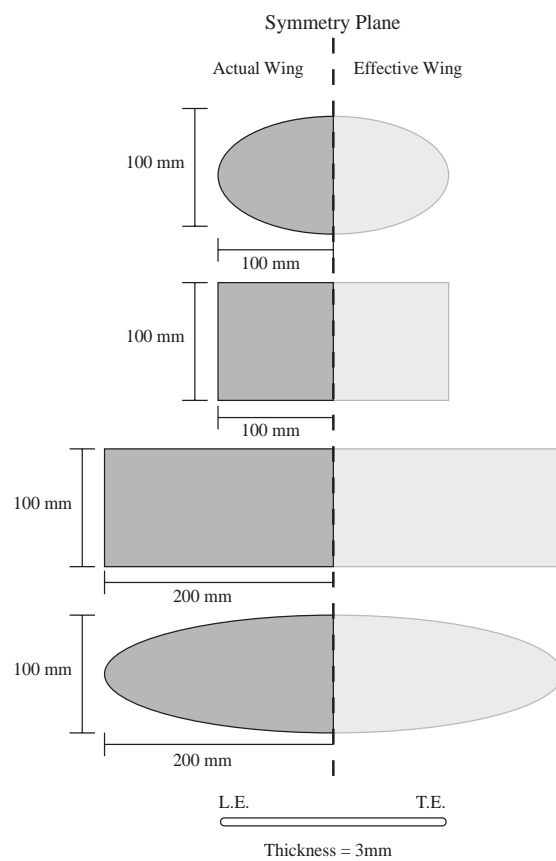 Symmetry Plane
Actual Wing Effective Wing
100 mm
100 mm
100 mm
100 mm
100 mm
200 mm
100 mm
200 mm
L.E. T.E.
Thickness = 3mm